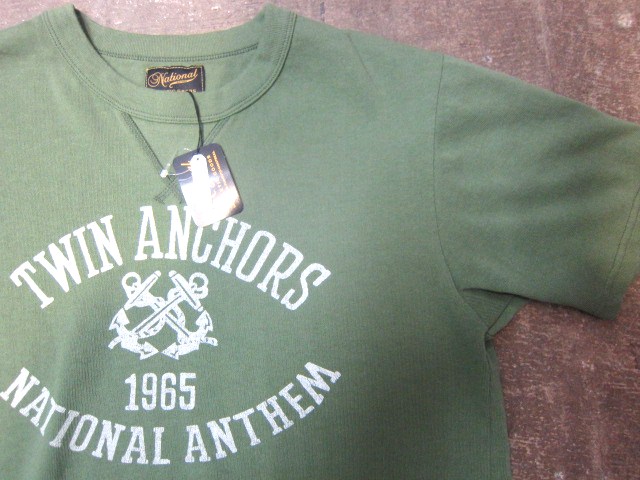 National
TWIN ANCHORS
1965
NATIONAL ANTHEM